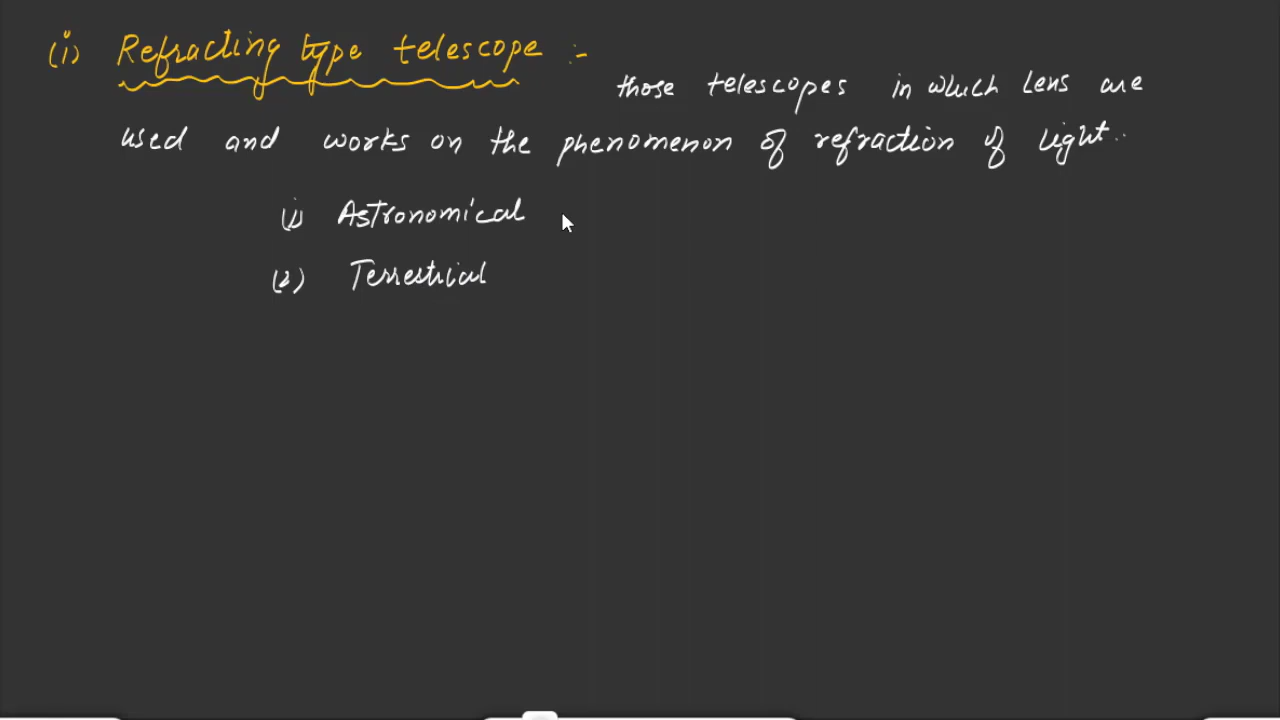 (i) Refracting type telescope :-
those telescopes in which Lens are
used and works on the phenomenon of refraction of light..
(1) Astronomical
(2) Terrestrial